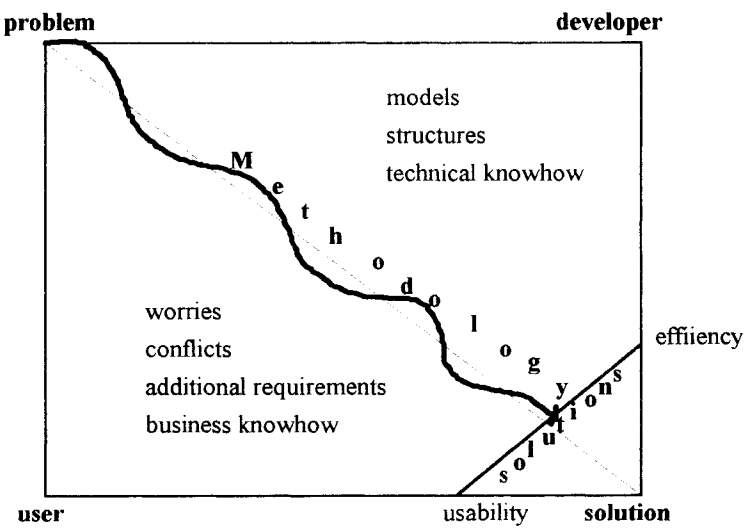 problem developer
models
structures
technical knowhow
Methodology
worries
conflicts
additional requirements
business knowhow
effiiency
solutions
user usability solution